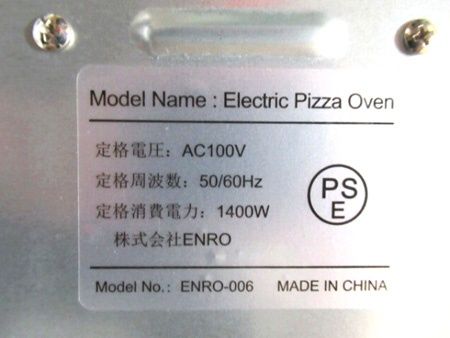 Model Name : Electric Pizza Oven
定格電圧：AC100V
定格周波数：50/60Hz
定格消費電力：1400W
株式会社ENRO
PS
E
Model No.: ENRO-006 MADE IN CHINA